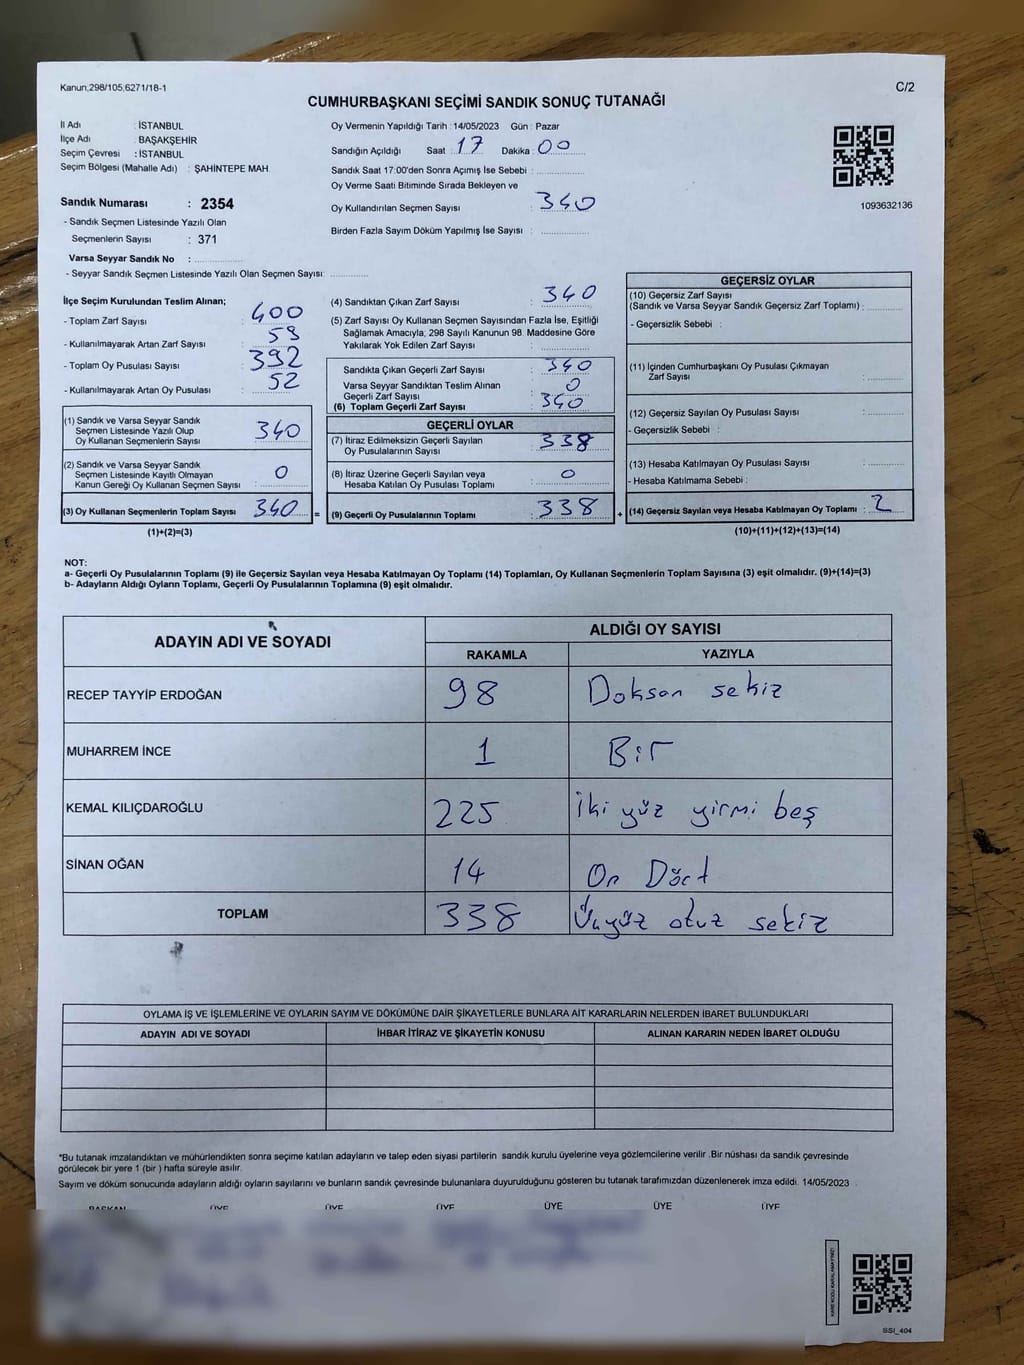 Kanun,298/105,6271/18-1
C/2
CUMHURBAŞKANI SEÇİMİ SANDIK SONUÇ TUTANAĞI
İl Adı : İSTANBUL
İlçe Adı : BAŞAKŞEHİR
Seçim Çevresi : İSTANBUL
Seçim Bölgesi (Mahalle Adı) : ŞAHİNTEPE MAH.
Sandık Numarası : 2354
- Sandık Seçmen Listesinde Yazılı Olan
Seçmenlerin Sayısı : 371
Varsa Seyyar Sandık No :
- Seyyar Sandık Seçmen Listesinde Yazılı Olan Seçmen Sayısı:
Oy Vermenin Yapıldığı Tarih : 14/05/2023 Gün : Pazar
Sandığın Açıldığı Saat : 17 Dakika : 00
Sandık Saat 17:00'den Sonra Açımış İse Sebebi :
Oy Verme Saati Bitiminde Sırada Bekleyen ve
Oy Kullandırılan Seçmen Sayısı : 340
Birden Fazla Sayım Döküm Yapılmış İse Sayısı :
1093632136
İlçe Seçim Kurulundan Teslim Alınan;
- Toplam Zarf Sayısı : 400
- Kullanılmayarak Artan Zarf Sayısı : 59
- Toplam Oy Pusulası Sayısı : 392
- Kullanılmayarak Artan Oy Pusulası : 52
(1) Sandık ve Varsa Seyyar Sandık
Seçmen Listesinde Yazılı Olup
Oy Kullanan Seçmenlerin Sayısı : 340
(2) Sandık ve Varsa Seyyar Sandık
Seçmen Listesinde Kayıtlı Olmayan
Kanun Gereği Oy Kullanan Seçmen Sayısı : 0
(3) Oy Kullanan Seçmenlerin Toplam Sayısı : 340
(1)+(2)=(3)
=
(4) Sandıktan Çıkan Zarf Sayısı : 340
(5) Zarf Sayısı Oy Kullanan Seçmen Sayısından Fazla İse, Eşitliği
Sağlamak Amacıyla, 298 Sayılı Kanunun 98. Maddesine Göre
Yakılarak Yok Edilen Zarf Sayısı :
Sandıkta Çıkan Geçerli Zarf Sayısı : 340
Varsa Seyyar Sandıktan Teslim Alınan
Geçerli Zarf Sayısı : 0
(6) Toplam Geçerli Zarf Sayısı : 340
GEÇERLİ OYLAR
(7) İtiraz Edilmeksizin Geçerli Sayılan
Oy Pusulalarının Sayısı : 338
(8) İtiraz Üzerine Geçerli Sayılan veya
Hesaba Katılan Oy Pusulası Toplamı : 0
(9) Geçerli Oy Pusulalarının Toplamı : 338
+
GEÇERSİZ OYLAR
(10) Geçersiz Zarf Sayısı
(Sandık ve Varsa Seyyar Sandık Geçersiz Zarf Toplamı) :
- Geçersizlik Sebebi :
(11) İçinden Cumhurbaşkanı Oy Pusulası Çıkmayan
Zarf Sayısı :
(12) Geçersiz Sayılan Oy Pusulası Sayısı :
- Geçersizlik Sebebi :
(13) Hesaba Katılmayan Oy Pusulası Sayısı :
- Hesaba Katılmama Sebebi :
(14) Geçersiz Sayılan veya Hesaba Katılmayan Oy Toplamı : 2
(10)+(11)+(12)+(13)=(14)
NOT:
a- Geçerli Oy Pusulalarının Toplamı (9) ile Geçersiz Sayılan veya Hesaba Katılmayan Oy Toplamı (14) Toplamları, Oy Kullanan Seçmenlerin Toplam Sayısına (3) eşit olmalıdır. (9)+(14)=(3)
b- Adayların Aldığı Oyların Toplamı, Geçerli Oy Pusulalarının Toplamına (9) eşit olmalıdır.
ADAYIN ADI VE SOYADI
ALDIĞI OY SAYISI
RAKAMLA YAZIYLA
RECEP TAYYİP ERDOĞAN 98 Doksan sekiz
MUHARREM İNCE 1 Bir
KEMAL KILIÇDAROĞLU 225 İki yüz yirmi beş
SİNAN OĞAN 14 On Dört
TOPLAM 338 Üçyüz otuz sekiz
OYLAMA İŞ VE İŞLEMLERİNE VE OYLARIN SAYIM VE DÖKÜMÜNE DAİR ŞİKAYETLERLE BUNLARA AİT KARARLARIN NELERDEN İBARET BULUNDUKLARI
ADAYIN ADI VE SOYADI İHBAR İTİRAZ VE ŞİKAYETİN KONUSU ALINAN KARARIN NEDEN İBARET OLDUĞU
*Bu tutanak imzalandıktan ve mühürlendikten sonra seçime katılan adayların ve talep eden siyasi partilerin sandık kurulu üyelerine veya gözlemcilerine verilir .Bir nüshası da sandık çevresinde
görülecek bir yere 1 (bir ) hafta süreyle asılır.
Sayım ve döküm sonucunda adayların aldığı oyların sayılarını ve bunların sandık çevresinde bulunanlara duyurulduğunu gösteren bu tutanak tarafımızdan düzenlenerek imza edildi. 14/05/2023
BAŞKAN ÜYE ÜYE ÜYE ÜYE ÜYE ÜYE
KARE KODU KARALAMAYINIZ!
SSI_404